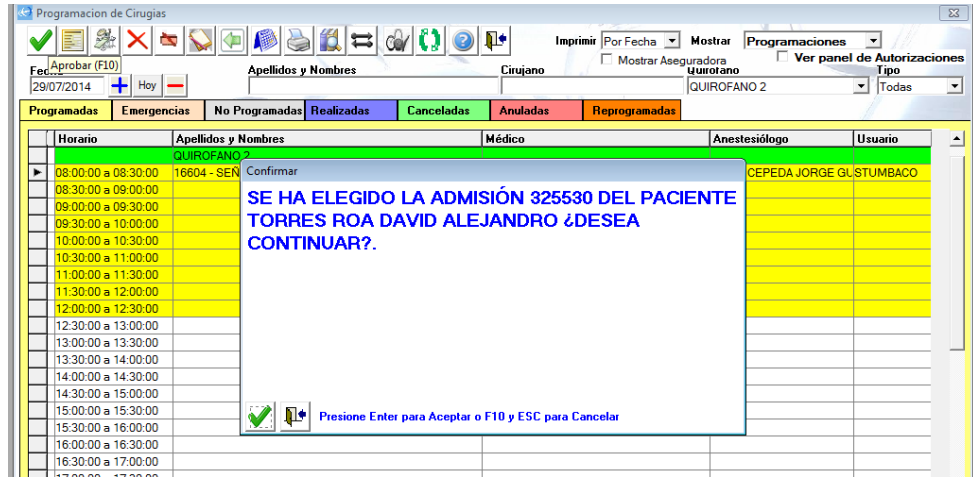 Programacion de Cirugias
Imprimir Por Fecha Mostrar Programaciones
Aprobar (F10)
Mostrar Aseguradora Ver panel de Autorizaciones
Apellidos y Nombres Cirujano Quirofano Tipo
29/07/2014 Hoy QUIROFANO 2 Todas
Programadas Emergencias No Programadas Realizadas Canceladas Anuladas Reprogramadas
Horario Apellidos y Nombres Médico Anestesiólogo Usuario
QUIROFANO 2
08:00:00 a 08:30:00 16604 - SEÑ CEPEDA JORGE GU STUMBACO
08:30:00 a 09:00:00
09:00:00 a 09:30:00
09:30:00 a 10:00:00
10:00:00 a 10:30:00
10:30:00 a 11:00:00
11:00:00 a 11:30:00
11:30:00 a 12:00:00
12:00:00 a 12:30:00
12:30:00 a 13:00:00
13:00:00 a 13:30:00
13:30:00 a 14:00:00
14:00:00 a 14:30:00
14:30:00 a 15:00:00
15:00:00 a 15:30:00
15:30:00 a 16:00:00
16:00:00 a 16:30:00
16:30:00 a 17:00:00
Confirmar
SE HA ELEGIDO LA ADMISIÓN 325530 DEL PACIENTE
TORRES ROA DAVID ALEJANDRO ¿DESEA
CONTINUAR?.
Presione Enter para Aceptar o F10 y ESC para Cancelar